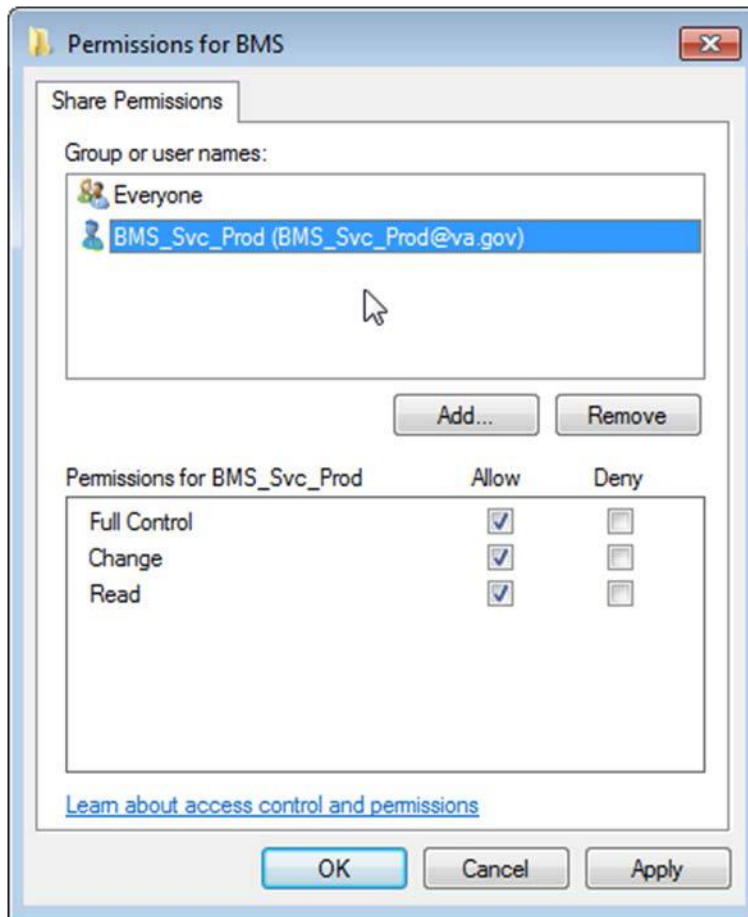 Permissions for BMS
Share Permissions
Group or user names:
Everyone
BMS_Svc_Prod (BMS_Svc_Prod@va.gov)
Add... Remove
Permissions for BMS_Svc_Prod Allow Deny
Full Control
Change
Read
Learn about access control and permissions
OK Cancel Apply